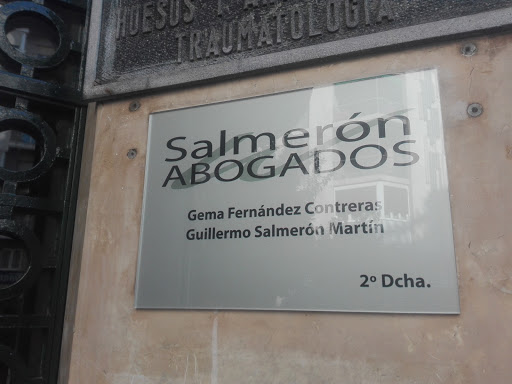 HUESOS Y
TRAUMATOLOGIA
Salmerón
ABOGADOS
Gema Fernández Contreras
Guillermo Salmerón Martín
2º Dcha.